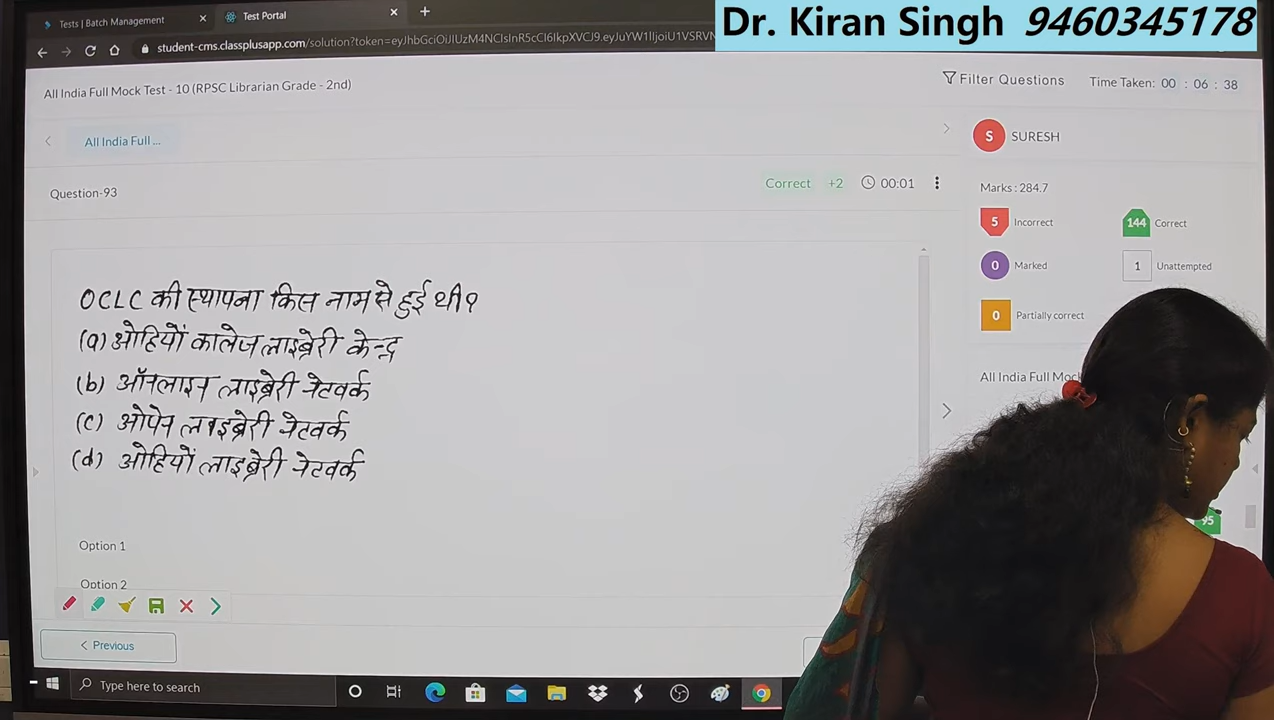 Dr. Kiran Singh 9460345178
Tests | Batch Management
Test Portal
student-cms.classplusapp.com/solution?token=
All India Full Mock Test - 10 (RPSC Librarian Grade - 2nd)
Filter Questions
Time Taken: 00 : 06 : 38
All India Full ...
S SURESH
Question-93
Correct +2 00:01
Marks : 284.7
5 Incorrect
144 Correct
0 Marked
1 Unattempted
0 Partially correct
All India Full Mock
OCLC की स्थापना किस नाम से हुई थी?
(a) ओहियों कालेज लाइब्रेरी केन्द्र
(b) ऑनलाइन लाइब्रेरी नेटवर्क
(c) ओपेन लाइब्रेरी नेटवर्क
(d) ओहियों लाइब्रेरी नेटवर्क
95
Option 1
Option 2
< Previous
Type here to search